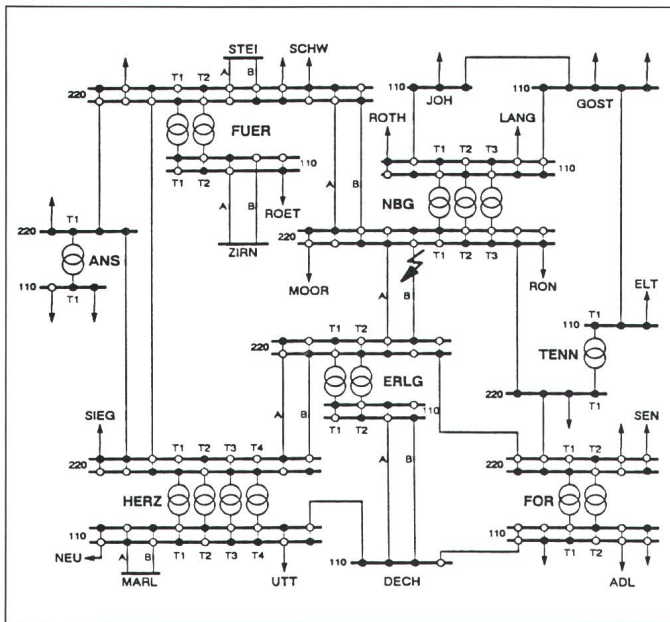 STEI
SCHW
T1 T2 A B
220
FUER
110
T1 T2
A B
ROET
ZIRN
A B
110
JOH
110
GOST
ROTH
LANG
T1 T2 T3
110
NBG
220
T1 T2 T3
MOOR
RON
A B
220 T1
ANS
110 T1
ELT
T1
110
TENN
220
T1
T1 T2
220
ERLG
110
T1 T2
A B
A B
SIEG
T1 T2 T3 T4
220
HERZ
110
T1 T2 T3 T4
NEU
A B
MARL
UTT
110
DECH
SEN
T1 T2
220
FOR
110
T1 T2
ADL